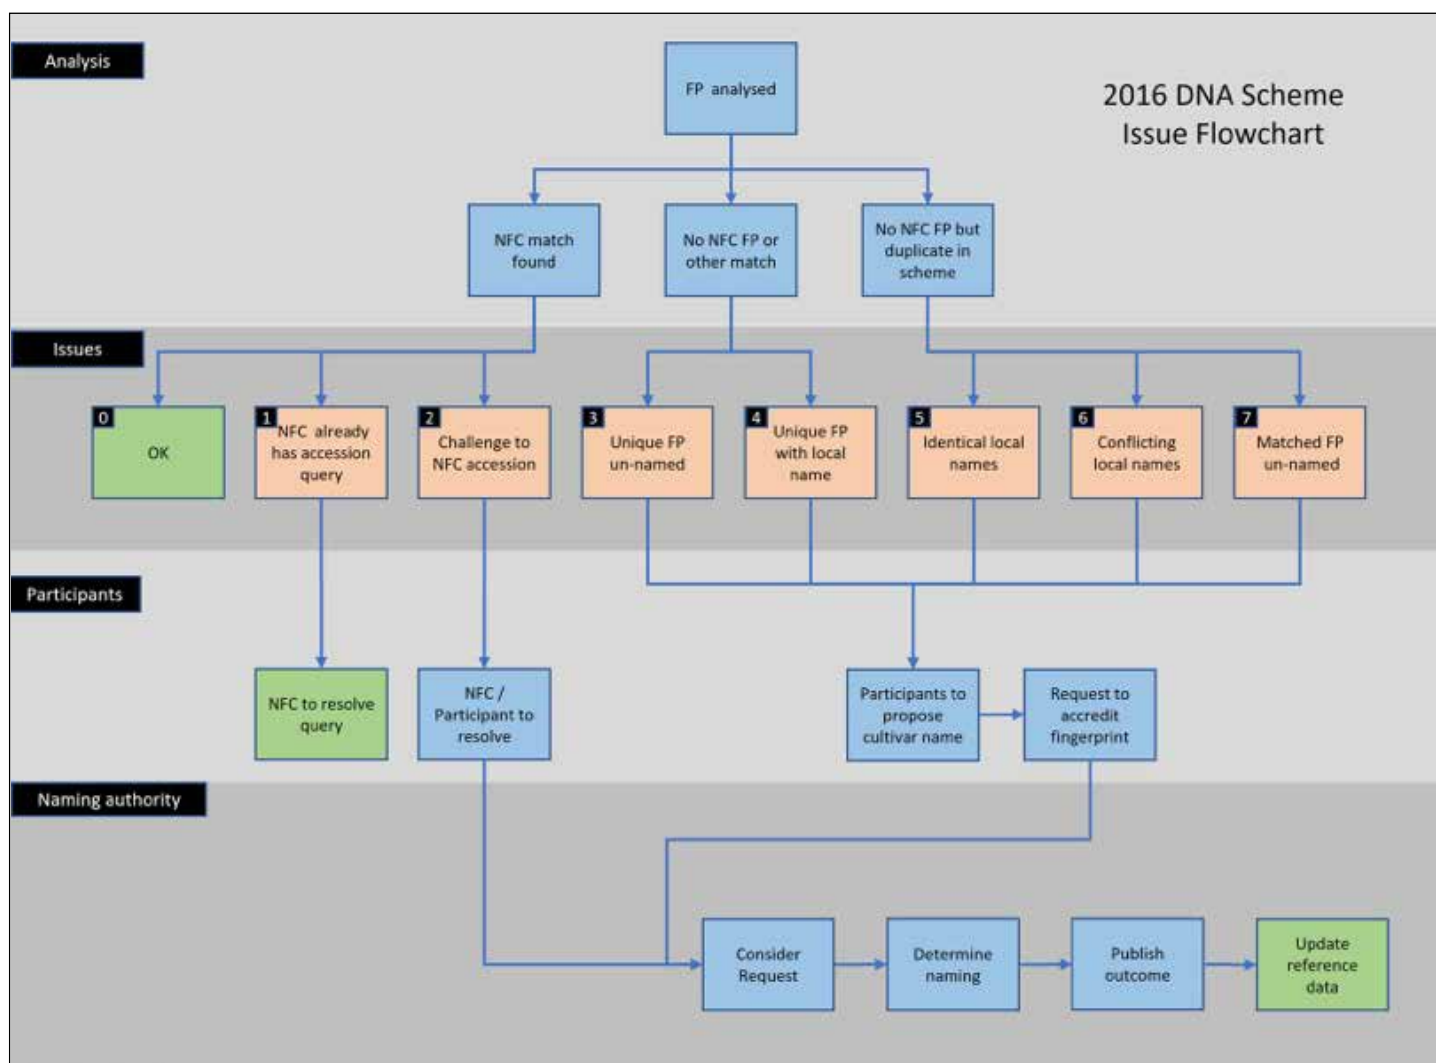 Analysis
FP analysed
2016 DNA Scheme
Issue Flowchart
NFC match
found
No NFC FP or
other match
No NFC FP but
duplicate in
scheme
Issues
0
OK
1
NFC already
has accession
query
2
Challenge to
NFC accession
3
Unique FP
un-named
4
Unique FP
with local
name
5
Identical local
names
6
Conflicting
local names
7
Matched FP
un-named
Participants
NFC to resolve
query
NFC /
Participant to
resolve
Participants to
propose
cultivar name
Request to
accredit
fingerprint
Naming authority
Consider
Request
Determine
naming
Publish
outcome
Update
reference
data